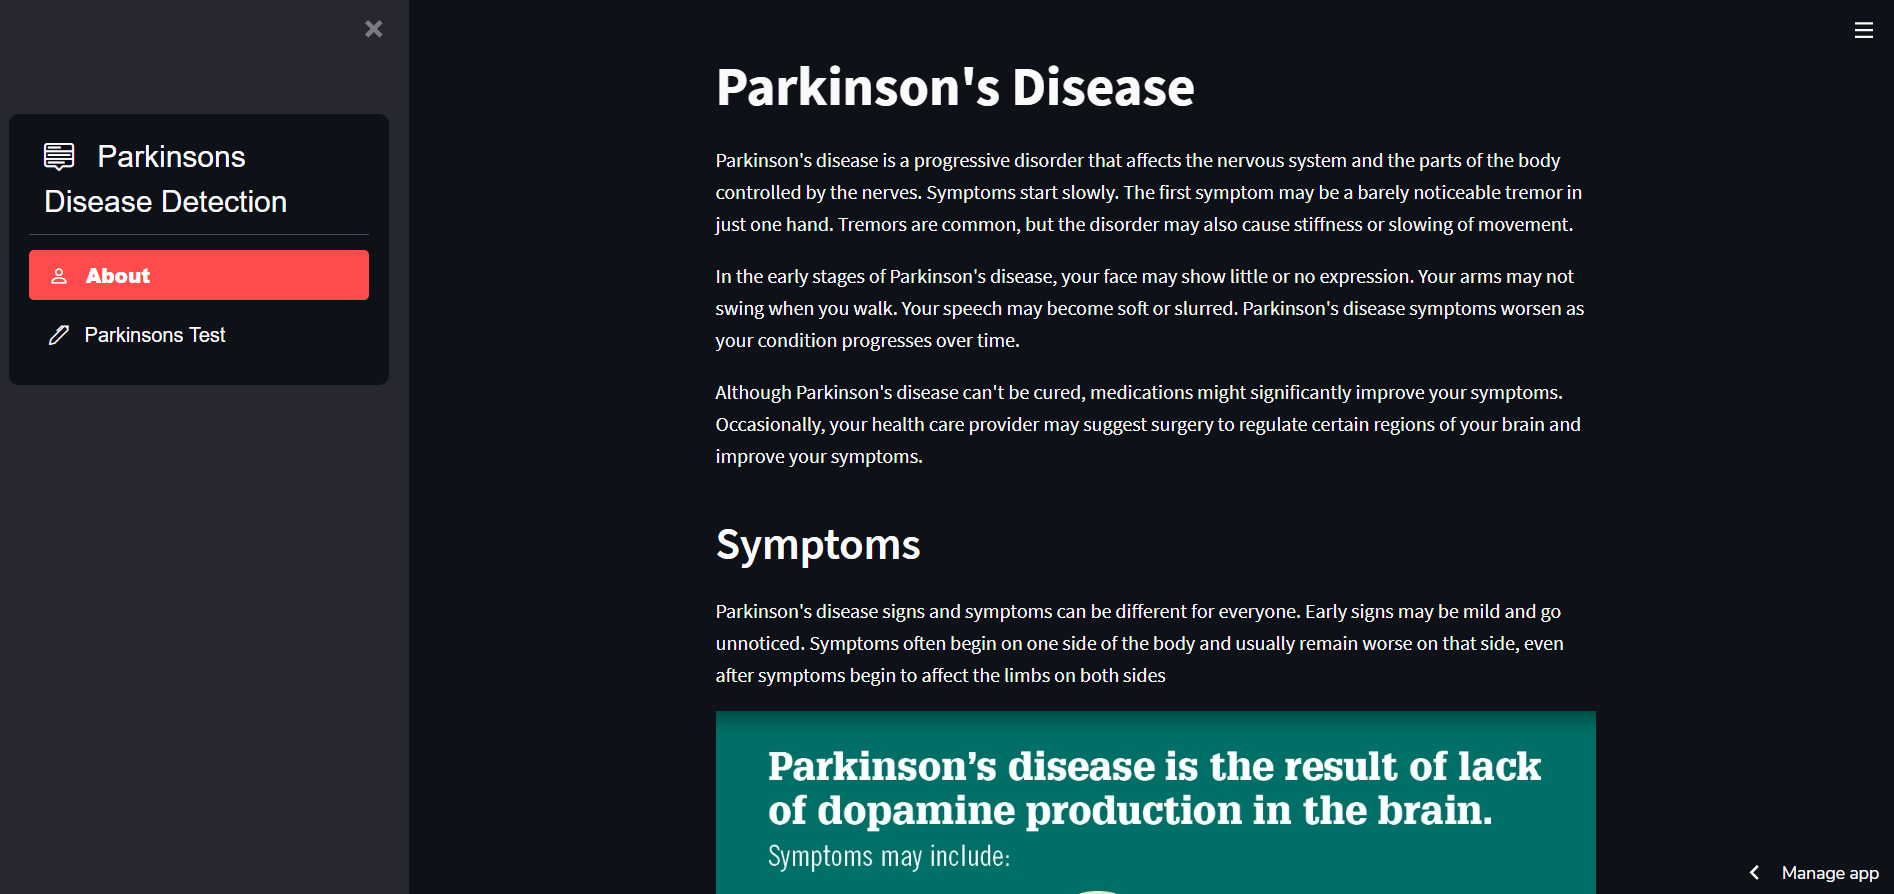 Parkinsons
Disease Detection
About
Parkinsons Test
Parkinson's Disease
Parkinson's disease is a progressive disorder that affects the nervous system and the parts of the body
controlled by the nerves. Symptoms start slowly. The first symptom may be a barely noticeable tremor in
just one hand. Tremors are common, but the disorder may also cause stiffness or slowing of movement.
In the early stages of Parkinson's disease, your face may show little or no expression. Your arms may not
swing when you walk. Your speech may become soft or slurred. Parkinson's disease symptoms worsen as
your condition progresses over time.
Although Parkinson's disease can't be cured, medications might significantly improve your symptoms.
Occasionally, your health care provider may suggest surgery to regulate certain regions of your brain and
improve your symptoms.
Symptoms
Parkinson's disease signs and symptoms can be different for everyone. Early signs may be mild and go
unnoticed. Symptoms often begin on one side of the body and usually remain worse on that side, even
after symptoms begin to affect the limbs on both sides
Parkinson’s disease is the result of lack
of dopamine production in the brain.
Symptoms may include:
Manage app